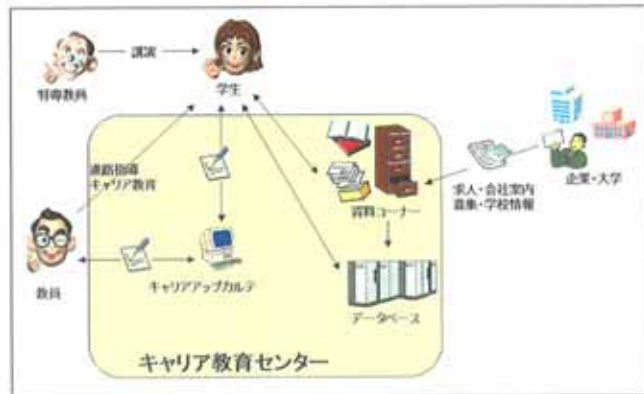 講演
特専教員
学生
進路指導
キャリア教育
求人・会社案内
募集・学校情報
企業・大学
資料コーナー
教員
キャリアアップカルテ
データベース
キャリア教育センター